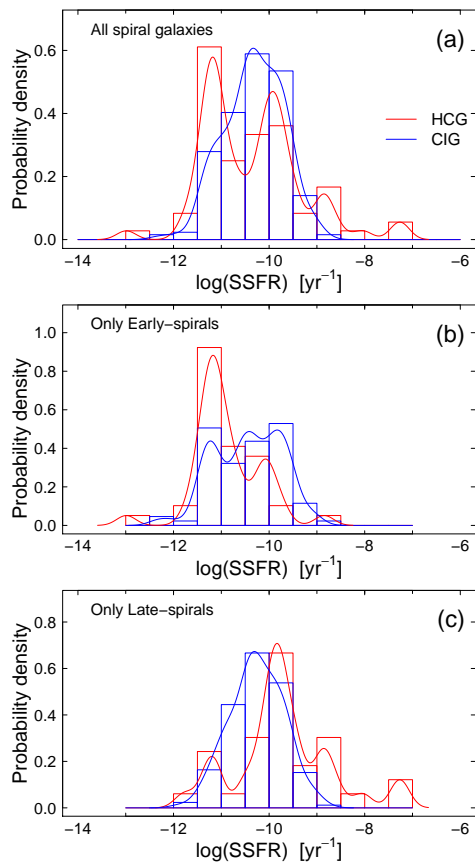 All spiral galaxies
(a)
HCG
CIG
Probability density
0.0
0.2
0.4
0.6
−14
−12
−10
−8
−6
log(SSFR) [yr⁻¹]
Only Early−spirals
(b)
Probability density
0.0
0.2
0.4
0.6
0.8
1.0
−14
−12
−10
−8
−6
log(SSFR) [yr⁻¹]
Only Late−spirals
(c)
Probability density
0.0
0.2
0.4
0.6
0.8
−14
−12
−10
−8
−6
log(SSFR) [yr⁻¹]